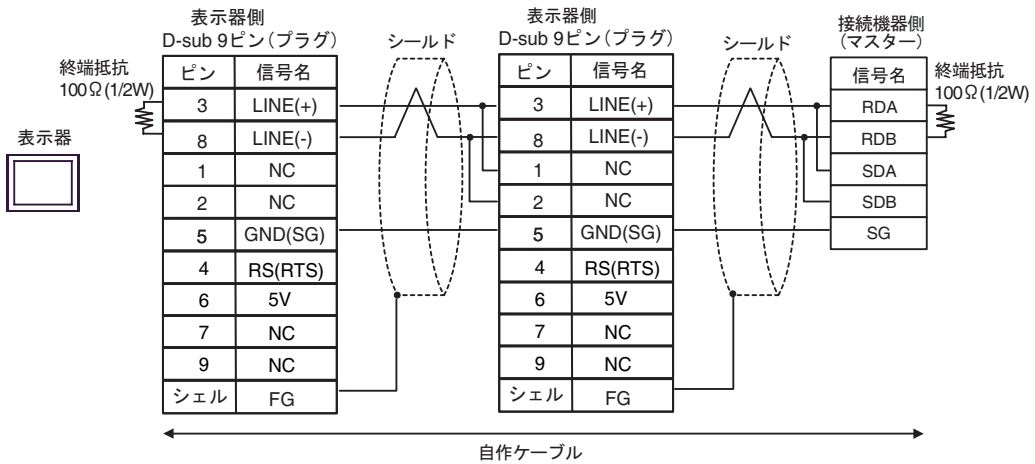 表示器側
D-sub 9ピン(プラグ)
シールド
表示器側
D-sub 9ピン(プラグ)
シールド
接続機器側
(マスター)
終端抵抗
100Ω(1/2W)
表示器
ピン 信号名
3 LINE(+)
8 LINE(-)
1 NC
2 NC
5 GND(SG)
4 RS(RTS)
6 5V
7 NC
9 NC
シェル FG
ピン 信号名
3 LINE(+)
8 LINE(-)
1 NC
2 NC
5 GND(SG)
4 RS(RTS)
6 5V
7 NC
9 NC
シェル FG
信号名
RDA
RDB
SDA
SDB
SG
終端抵抗
100Ω(1/2W)
自作ケーブル